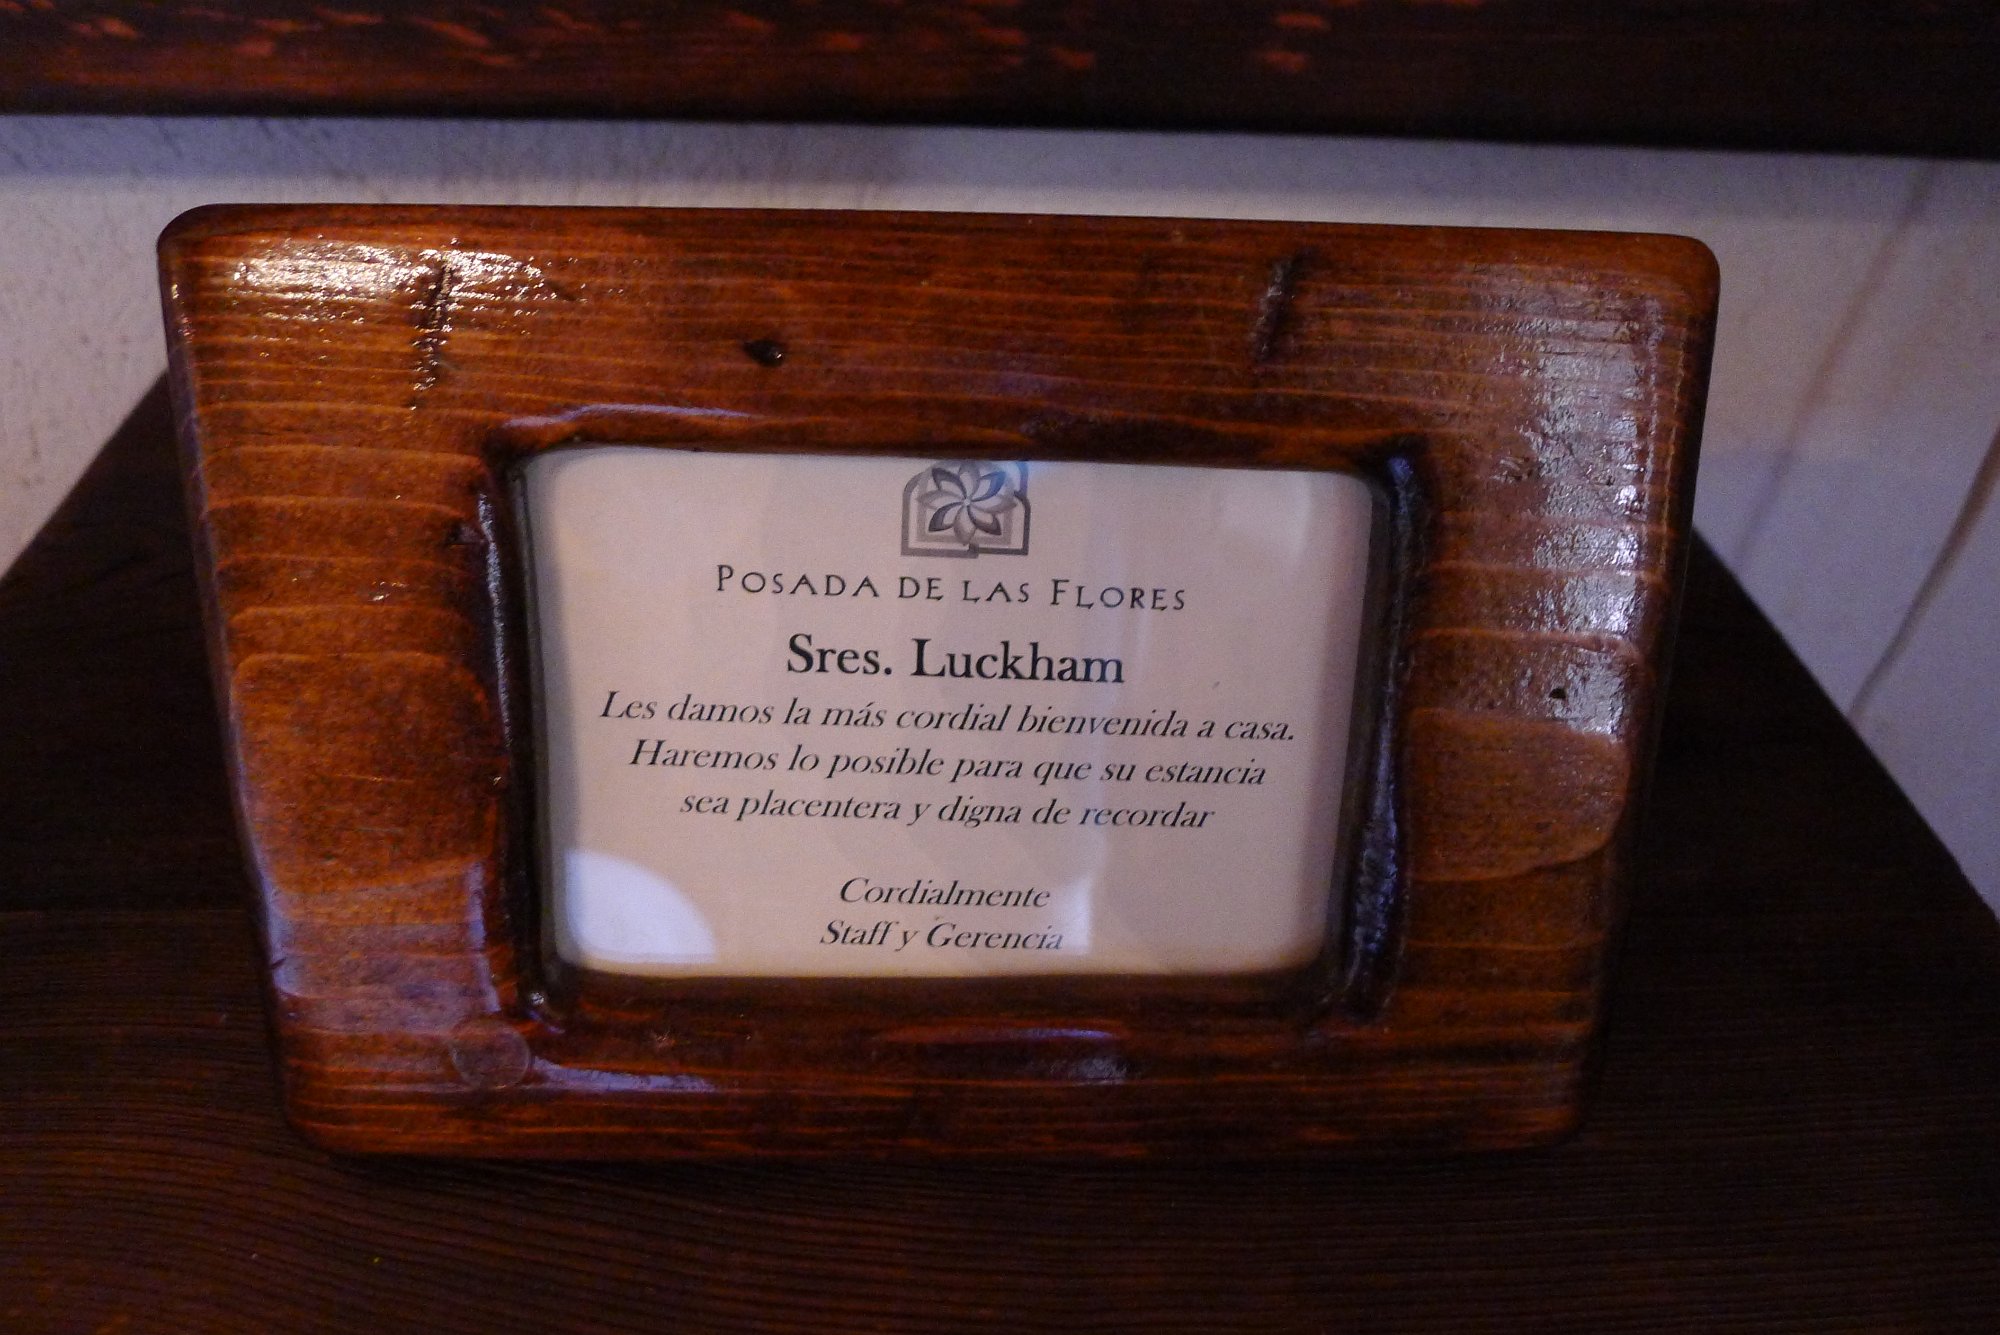 POSADA DE LAS FLORES
Sres. Luckham
Les damos la más cordial bienvenida a casa.
Haremos lo posible para que su estancia
sea placentera y digna de recordar
Cordialmente
Staff y Gerencia